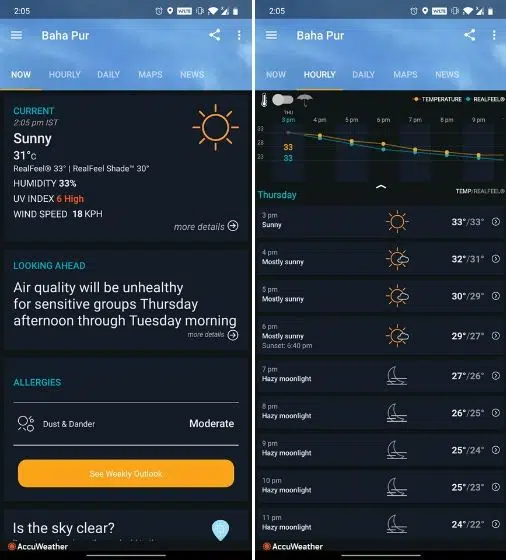 2:05
Baha Pur
NOW HOURLY DAILY MAPS NEWS
CURRENT
2:05 pm IST
Sunny
31°C
RealFeel® 33° | RealFeel Shade™ 30°
HUMIDITY 33%
UV INDEX 6 High
WIND SPEED 18 KPH
more details
LOOKING AHEAD
Air quality will be unhealthy
for sensitive groups Thursday
afternoon through Tuesday morning
more details
ALLERGIES
Dust & Dander Moderate
See Weekly Outlook
Is the sky clear?
AccuWeather
2:05
Baha Pur
NOW HOURLY DAILY MAPS NEWS
TEMPERATURE REALFEEL®
THU
3 pm 4 pm 5 pm 6 pm 7 pm 8 pm 9 pm
33
28
23
33
33
TEMP/REALFEEL®
Thursday
3 pm
Sunny
33°/33°
4 pm
Mostly sunny
32°/31°
5 pm
Mostly sunny
30°/29°
6 pm
Mostly sunny
Sunset: 6:40 pm
29°/27°
7 pm
Hazy moonlight
27°/26°
8 pm
Hazy moonlight
26°/25°
9 pm
Hazy moonlight
25°/24°
10 pm
Hazy moonlight
25°/23°
11 pm
Hazy moonlight
24°/22°
AccuWeather